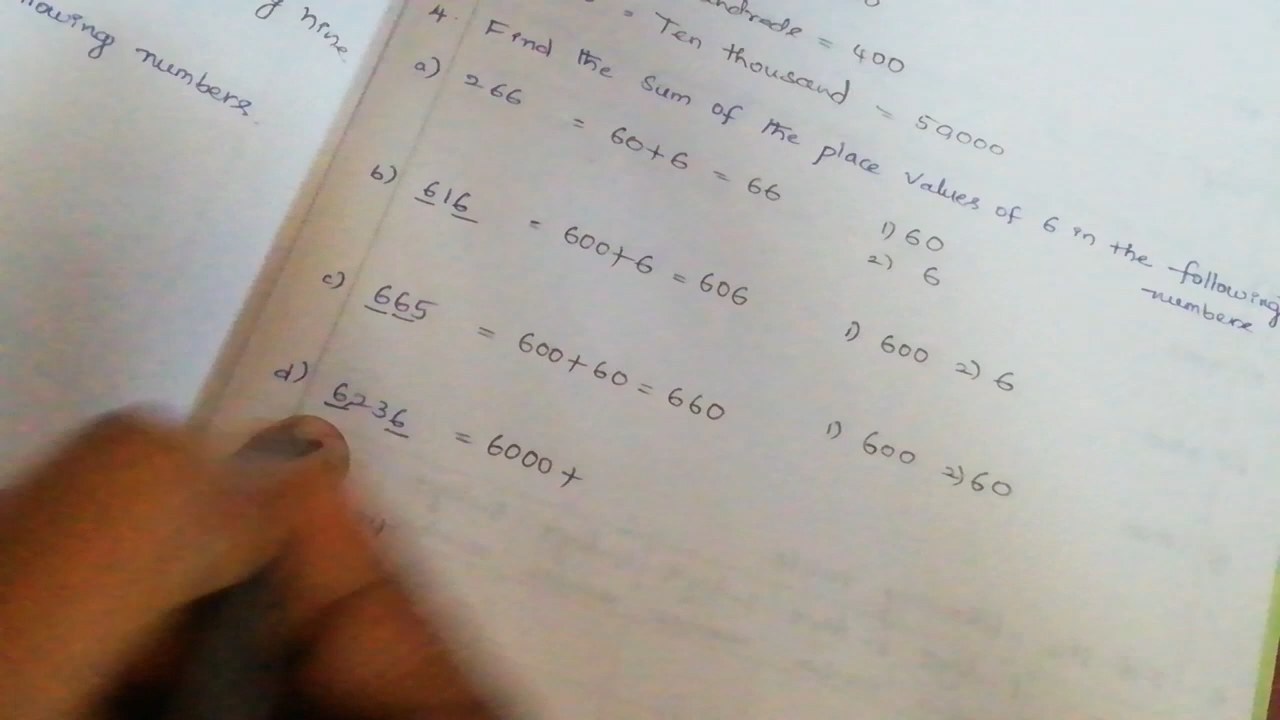 hine
lowing numbers.
= 400
= Ten thousand = 59000
4. Find the sum of the place values of 6 in the following
numbers
a) 266 = 60+6 = 66 1) 60
2) 6
b) 616 = 600+6 = 606 1) 600 2) 6
c) 665 = 600+60 = 660 1) 600 2) 60
d) 6236 = 6000+